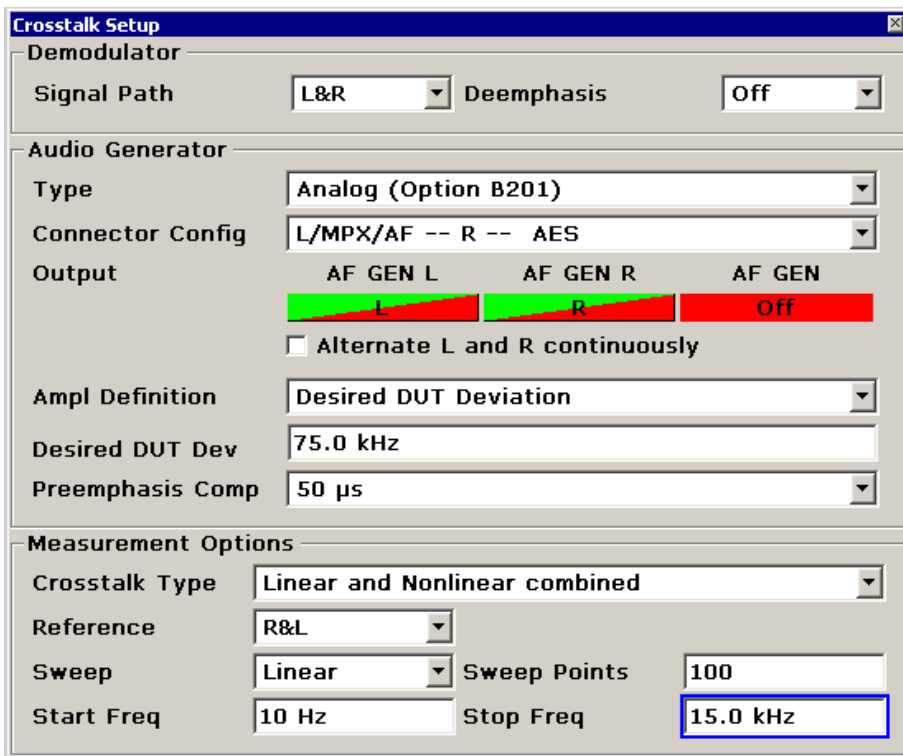 Crosstalk Setup
Demodulator
Signal Path L&R Deemphasis Off
Audio Generator
Type Analog (Option B201)
Connector Config L/MPX/AF -- R -- AES
Output AF GEN L AF GEN R AF GEN
L R Off
Alternate L and R continuously
Ampl Definition Desired DUT Deviation
Desired DUT Dev 75.0 kHz
Preemphasis Comp 50 µs
Measurement Options
Crosstalk Type Linear and Nonlinear combined
Reference R&L
Sweep Linear Sweep Points 100
Start Freq 10 Hz Stop Freq 15.0 kHz